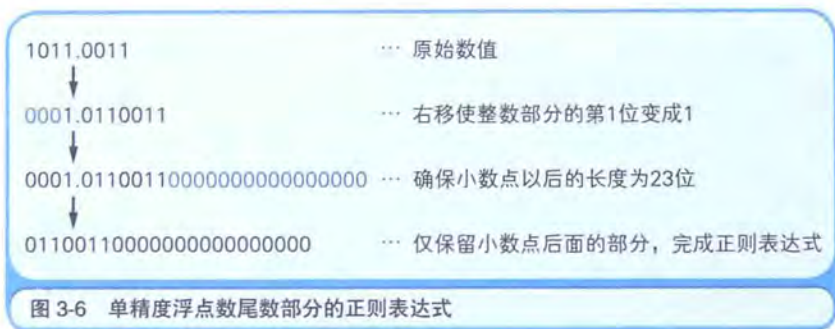 1011.0011 … 原始数值
0001.0110011 … 右移使整数部分的第1位变成1
0001.01100110000000000000000 … 确保小数点以后的长度为23位
01100110000000000000000 … 仅保留小数点后面的部分，完成正则表达式
图 3-6 单精度浮点数尾数部分的正则表达式